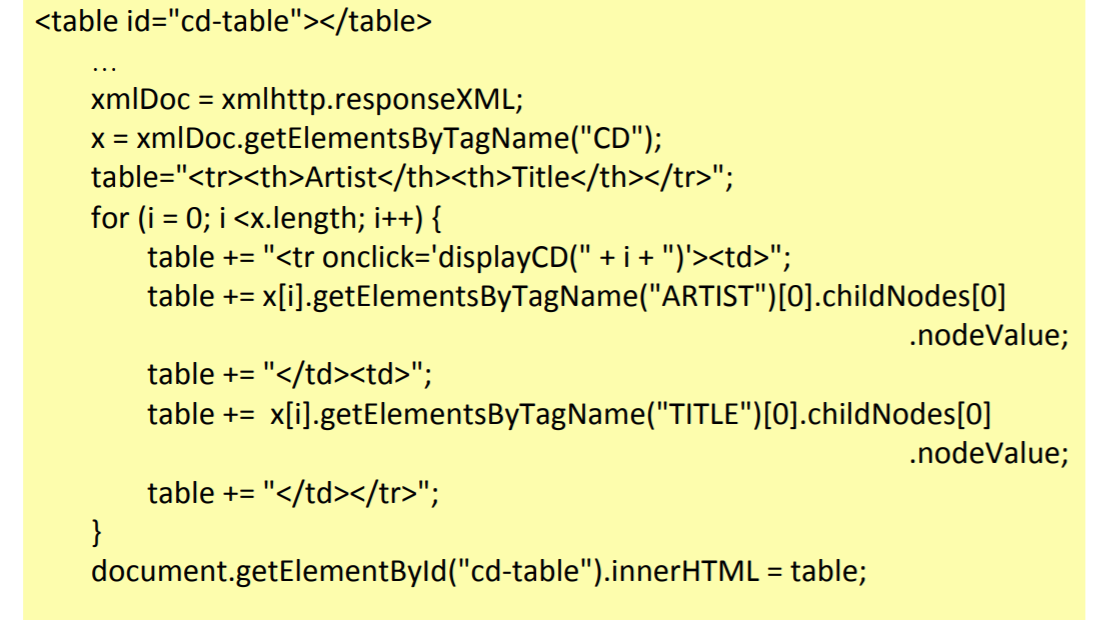 <table id="cd-table"></table>
…
xmlDoc = xmlhttp.responseXML;
x = xmlDoc.getElementsByTagName("CD");
table="<tr><th>Artist</th><th>Title</th></tr>";
for (i = 0; i <x.length; i++) {
table += "<tr onclick='displayCD(" + i + ")'><td>";
table += x[i].getElementsByTagName("ARTIST")[0].childNodes[0]
.nodeValue;
table += "</td><td>";
table +=  x[i].getElementsByTagName("TITLE")[0].childNodes[0]
.nodeValue;
table += "</td></tr>";
}
document.getElementById("cd-table").innerHTML = table;